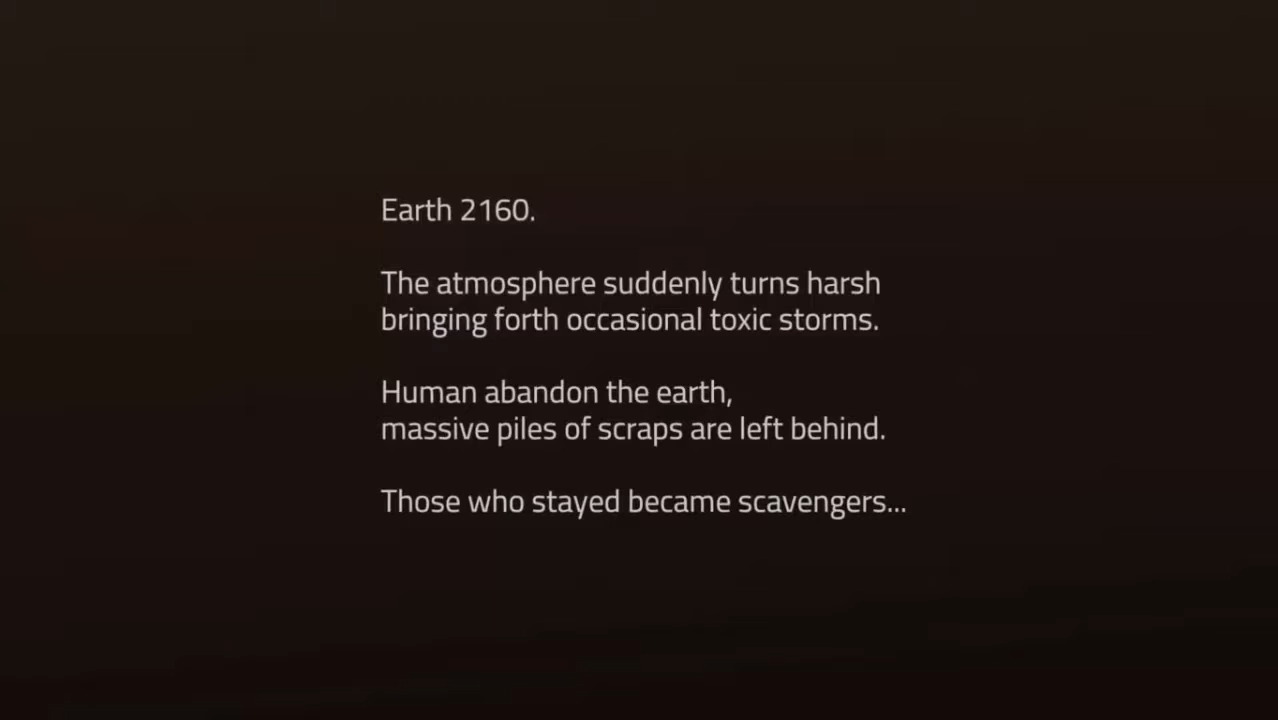 Earth 2160.
The atmosphere suddenly turns harsh
bringing forth occasional toxic storms.
Human abandon the earth,
massive piles of scraps are left behind.
Those who stayed became scavengers...